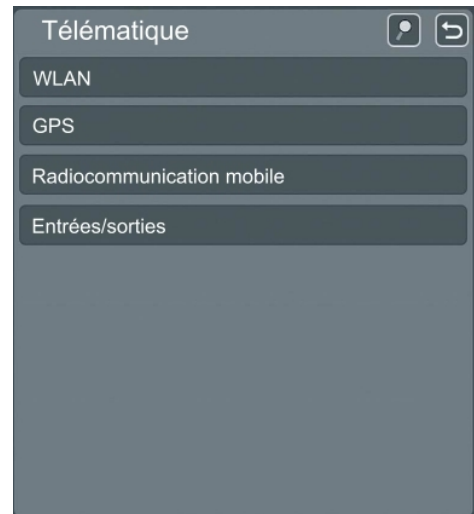 Télématique
WLAN
GPS
Radiocommunication mobile
Entrées/sorties